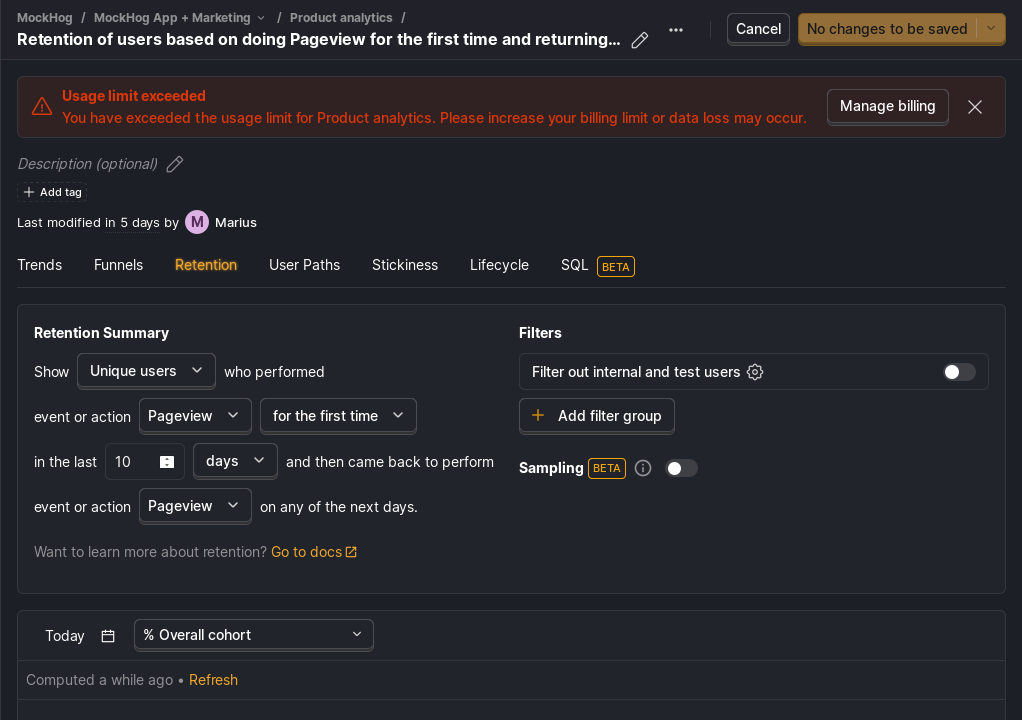 MockHog / MockHog App + Marketing / Product analytics /
Retention of users based on doing Pageview for the first time and returning...
Cancel
No changes to be saved
Usage limit exceeded
You have exceeded the usage limit for Product analytics. Please increase your billing limit or data loss may occur.
Manage billing
Description (optional)
Add tag
Last modified in 5 days by M Marius
Trends Funnels Retention User Paths Stickiness Lifecycle SQL BETA
Retention Summary
Show Unique users who performed
event or action Pageview for the first time
in the last 10 days and then came back to perform
event or action Pageview on any of the next days.
Want to learn more about retention? Go to docs
Filters
Filter out internal and test users
Add filter group
Sampling BETA
Today % Overall cohort
Computed a while ago • Refresh